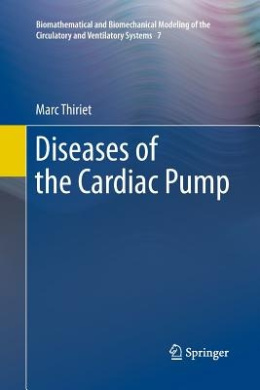 Biomathematical and Biomechanical Modeling of the
Circulatory and Ventilatory Systems 7
Marc Thiriet
Diseases of
the Cardiac Pump
Springer